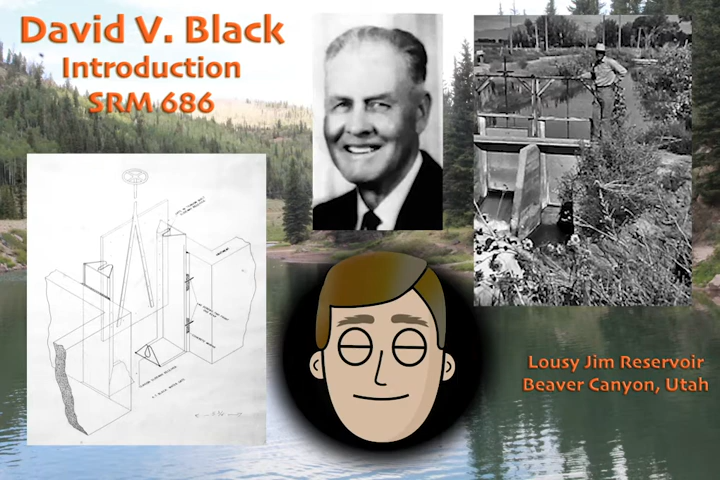 David V. Black
Introduction
SRM 686
Lousy Jim Reservoir
Beaver Canyon, Utah